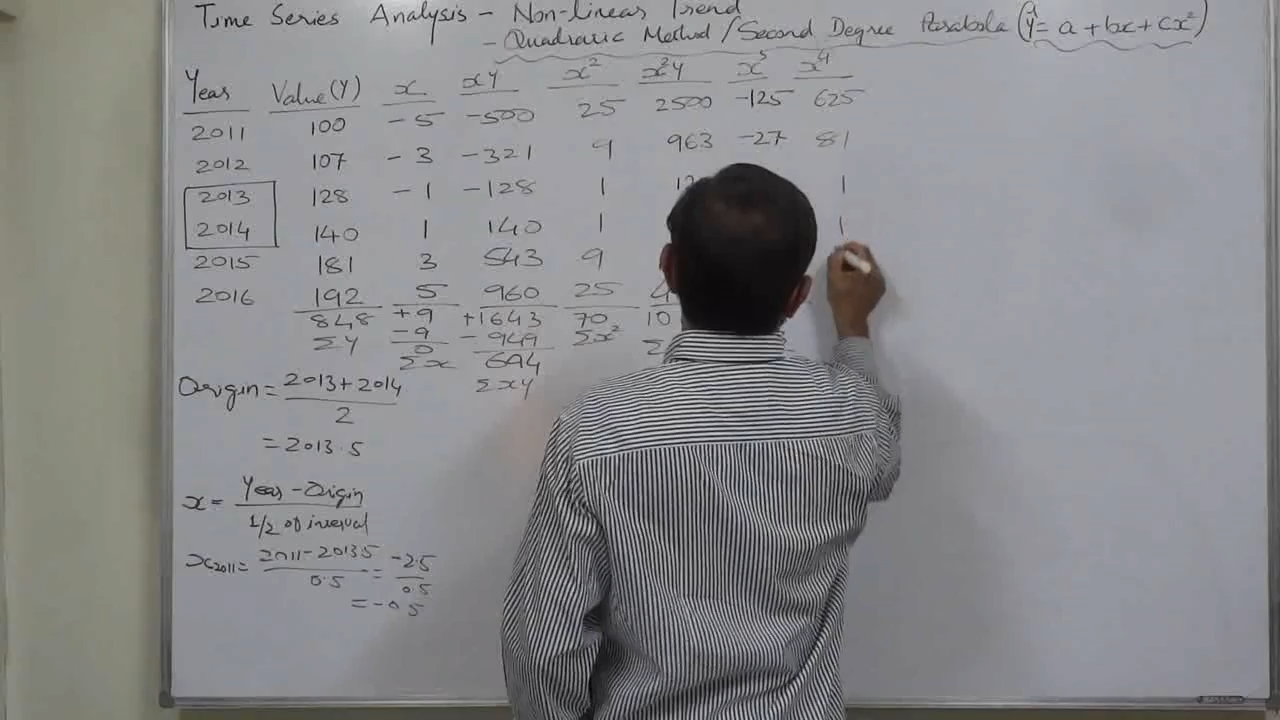 Time Series Analysis - Non-linear Trend
- Quadratic Method / Second Degree Parabola (Ŷ = a + bx + cx²)
Year Value (Y) x xY x² x²Y x³ x⁴
2011 100 -5 -500 25 2500 -125 625
2012 107 -3 -321 9 963 -27 81
2013 128 -1 -128 1 1
2014 140 1 140 1 1
2015 181 3 543 9
2016 192 5 960 25
848 +9 +1643 70 10
ΣY -9 -949 Σx² Σ
0 694
Σx ΣxY
Origin = 2013 + 2014
2
= 2013.5
x = Year - Origin
1/2 of interval
x2011 = 2011 - 2013.5 = -2.5
0.5 0.5
= -0.5